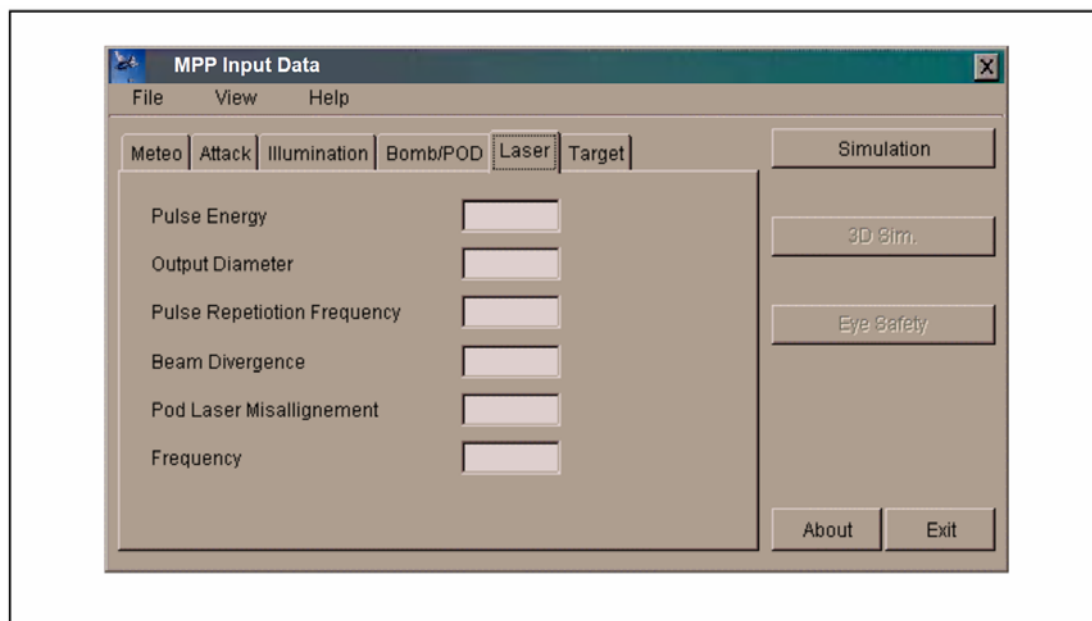 MPP Input Data
X
File View Help
Meteo Attack Illumination Bomb/POD Laser Target
Pulse Energy
Output Diameter
Pulse Repetiotion Frequency
Beam Divergence
Pod Laser Misallignement
Frequency
Simulation
3D Sim.
Eye Safety
About Exit